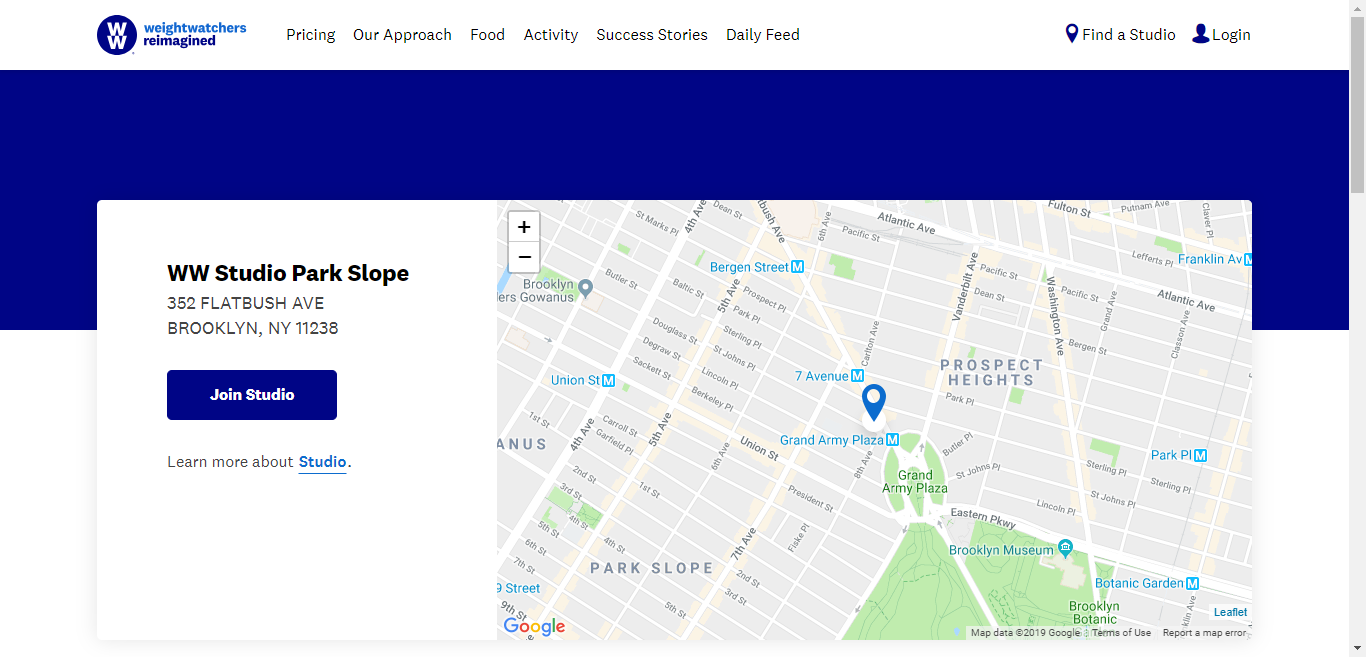 WW
weightwatchers
reimagined
Pricing
Our Approach
Food
Activity
Success Stories
Daily Feed
Find a Studio
Login
WW Studio Park Slope
352 FLATBUSH AVE
BROOKLYN, NY 11238
Join Studio
Learn more about Studio.
+
−
Dean St
St Marks Pl
4th Ave
6th Ave
Pacific St
Atlantic Ave
Fulton St
Putnam Ave
Claver Pl
Lefferts Pl
Franklin Av
Bergen Street M
Brooklyn
ers Gowanus
Butler St
Baltic St
5th Ave
Prospect Pl
Park Pl
Vanderbilt Ave
Pacific St
Dean St
Washington Ave
Pacific St
Grand Ave
Atlantic Ave
Classon Ave
Bergen St
Douglass St
Degraw St
Sackett St
Sterling Pl
St Johns Pl
Lincoln Pl
Berkeley Pl
Carlton Ave
7 Avenue M
PROSPECT
HEIGHTS
Park Pl
Union St M
1st St
Carroll St
Garfield Pl
5th Ave
4th Ave
Union St
6th Ave
Grand Army Plaza M
8th Ave
Butler Pl
St Johns Pl
Lincoln Pl
Sterling Pl
Sterling Pl
St Johns Pl
Park Pl M
ANUS
Grand
Army Plaza
2nd St
3rd St
4th St
5th St
6th St
7th St
1st St
President St
Fiske Pl
Eastern Pkwy
Brooklyn Museum
PARK SLOPE
7th Ave
2nd St
3rd St
9 Street
9th St
Botanic Garden M
Brooklyn
Botanic
Leaflet
Google
Map data ©2019 Google
Terms of Use
Report a map error